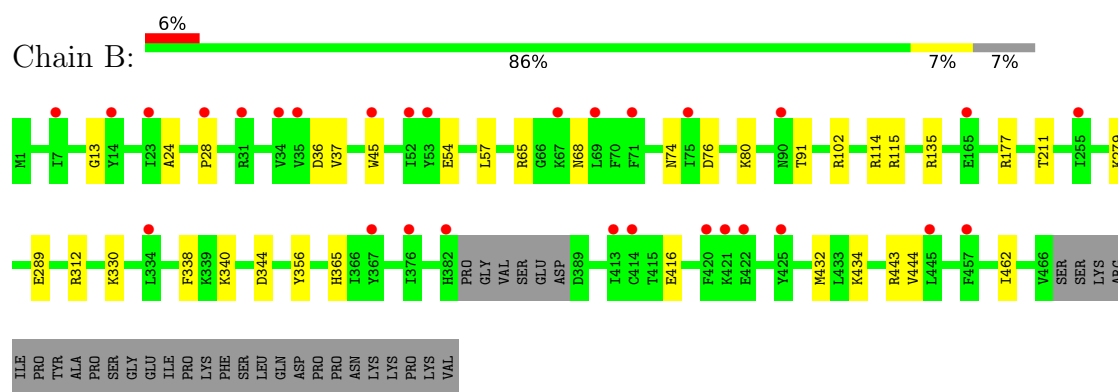 6%
Chain B:
86% 7% 7%
M1 I7 G13 Y14 I23 A24 P28 R31 V34 V35 D36 V37 W45 I52 Y53 E54 L57 R65 G66 K67 N68 L69 F70 F71 N74 I75 D76 K80 N90 T91 R102 R114 R115 R135 E165 R177 T211 I255 K279
E289 R312 K330 L334 F338 K339 K340 D344 Y356 H365 I366 Y367 I376 H382 PRO GLY VAL SER GLU ASP D389 I413 C414 T415 E416 F420 K421 E422 Y425 M432 L433 K434 R443 V444 L445 F457 I462 V466 SER SER LYS ARG
ILE PRO TYR ALA PRO SER GLY GLU ILE PRO LYS PHE SER LEU GLN ASP PRO PRO ASN LYS LYS PRO LYS VAL